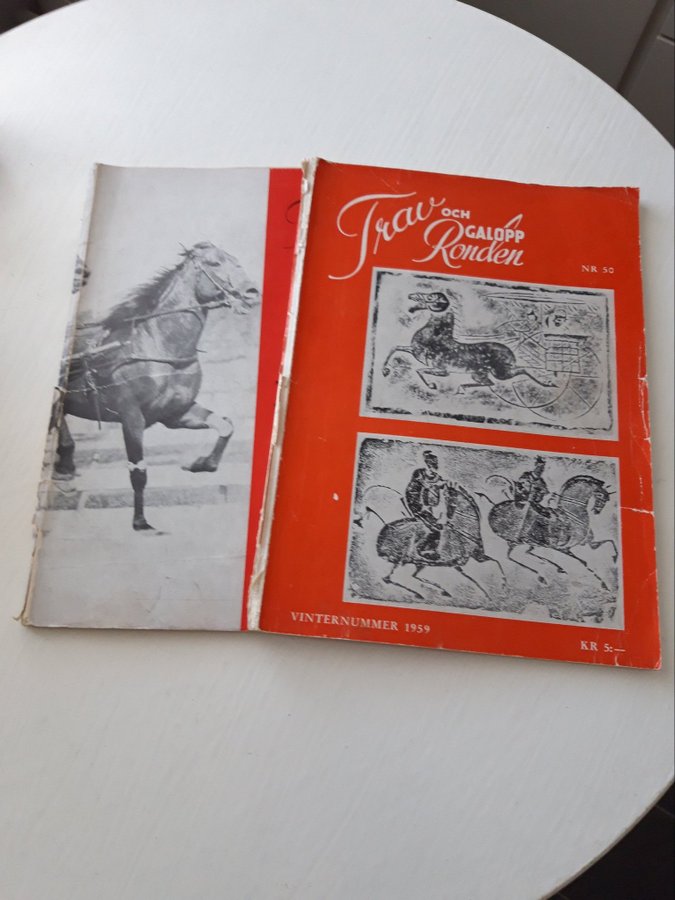 Trav OCH
GALOPP
Ronden
NR 50
VINTERNUMMER 1959
KR 5:—